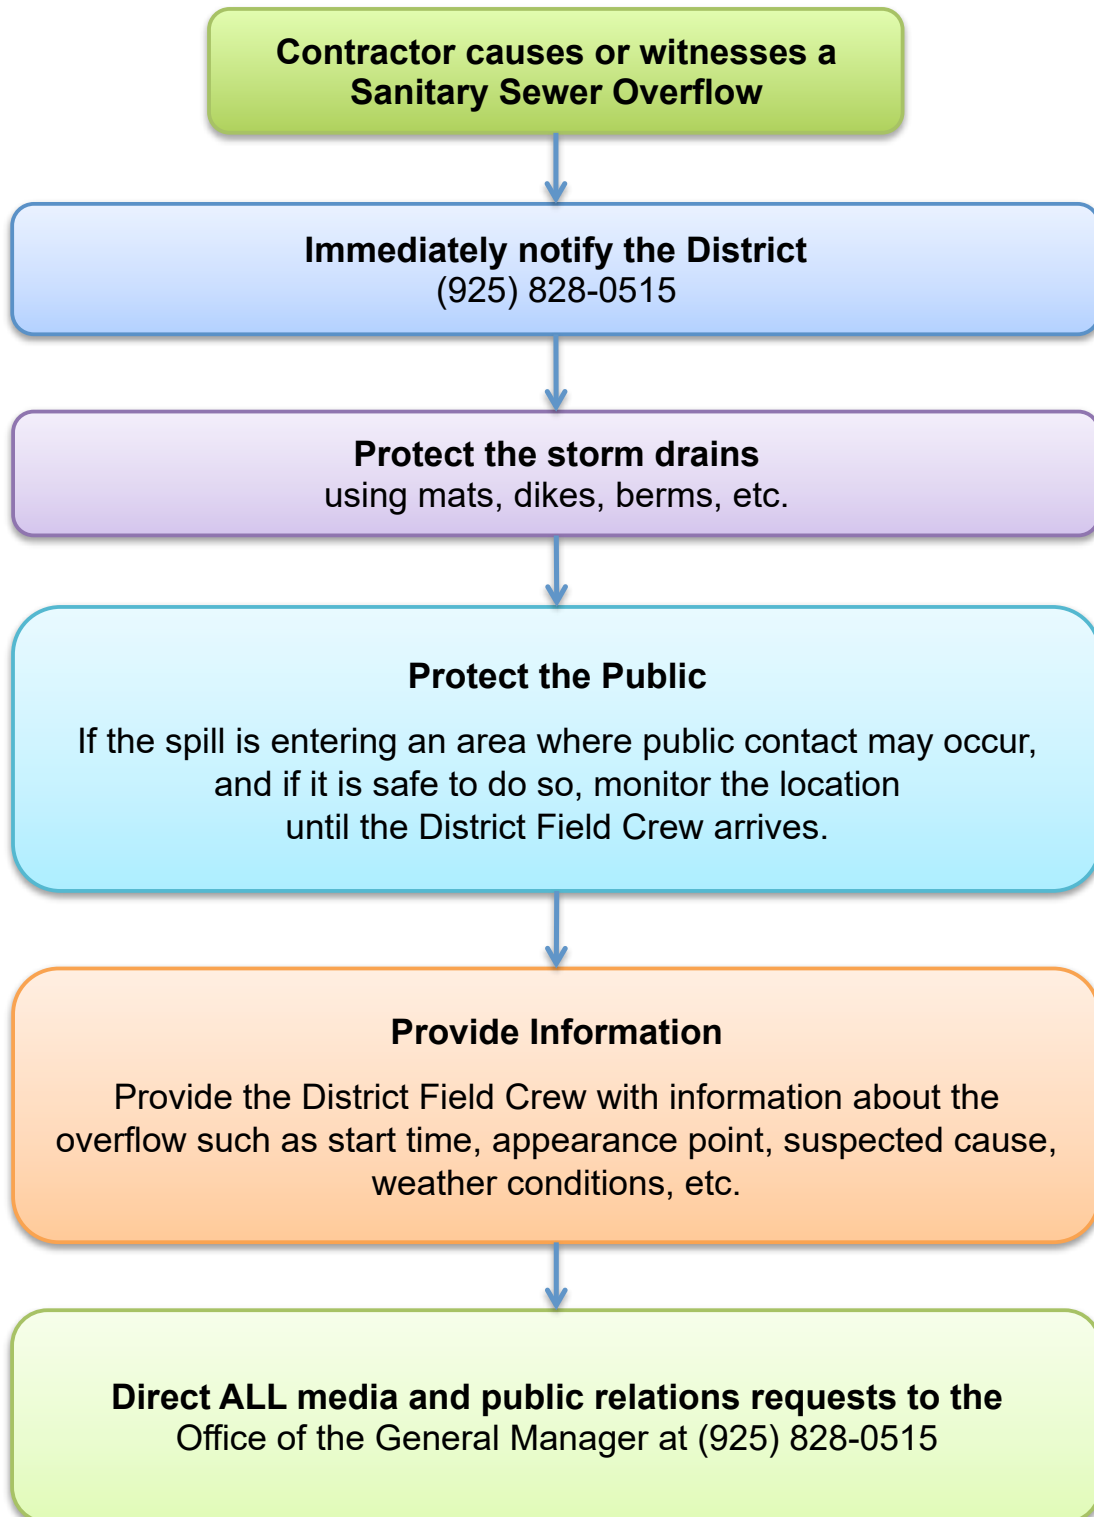 Contractor causes or witnesses a
Sanitary Sewer Overflow
Immediately notify the District
(925) 828-0515
Protect the storm drains
using mats, dikes, berms, etc.
Protect the Public
If the spill is entering an area where public contact may occur,
and if it is safe to do so, monitor the location
until the District Field Crew arrives.
Provide Information
Provide the District Field Crew with information about the
overflow such as start time, appearance point, suspected cause,
weather conditions, etc.
Direct ALL media and public relations requests to the
Office of the General Manager at (925) 828-0515